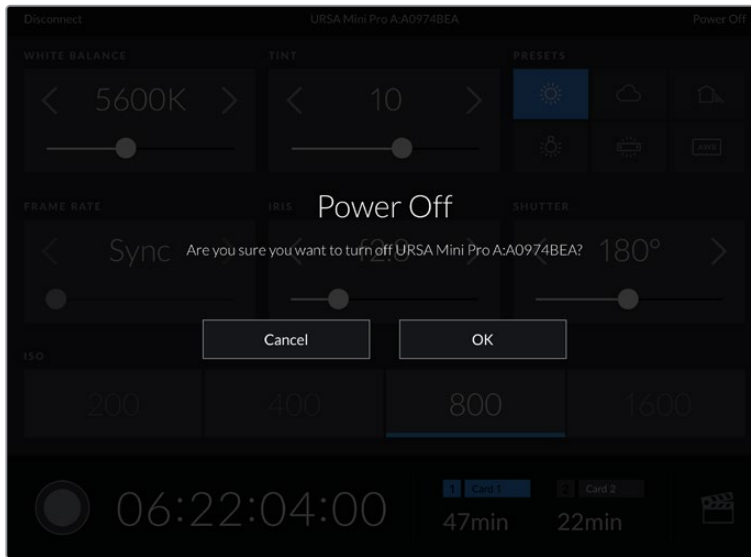 Disconnect
URSA Mini Pro A:A0974BEA
Power Off
WHITE BALANCE
TINT
PRESETS
5600K
10
AWB
FRAME RATE
IRIS
SHUTTER
Power Off
Sync
f2.8
180°
Are you sure you want to turn off URSA Mini Pro A:A0974BEA?
Cancel
OK
ISO
200
400
800
1600
06:22:04:00
1
Card 1
2
Card 2
47min
22min